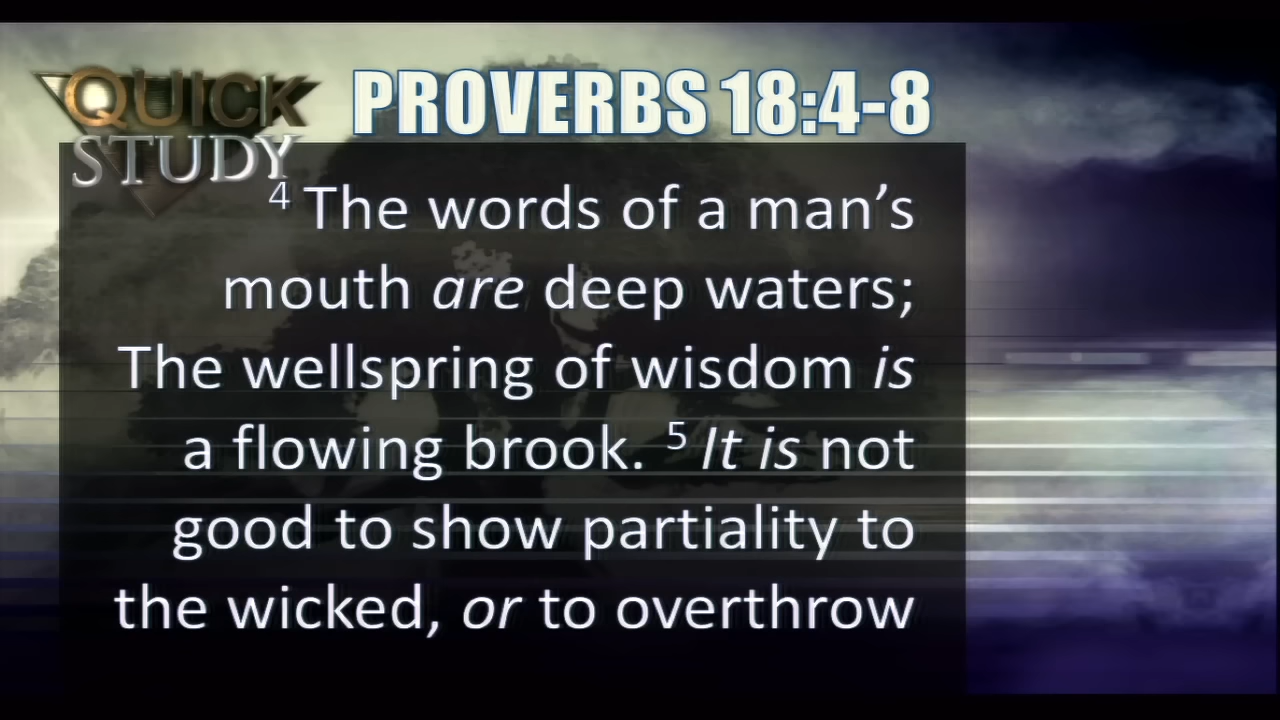 QUICK
STUDY
PROVERBS 18:4-8
4 The words of a man’s
mouth are deep waters;
The wellspring of wisdom is
a flowing brook. 5 It is not
good to show partiality to
the wicked, or to overthrow